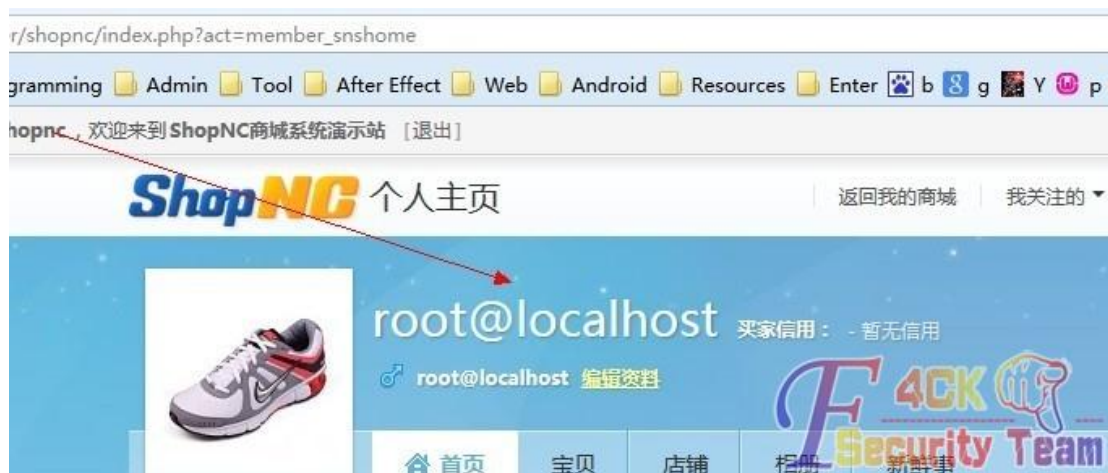 r/shopnc/index.php?act=member_snshome
gramming Admin Tool After Effect Web Android Resources Enter b g Y p
hopnc，欢迎来到ShopNC商城系统演示站 [退出]
ShopNC 个人主页 返回我的商城 我关注的
root@localhost 买家信用： - 暂无信用
root@localhost 编辑资料
F4CK
Security Team
首页 宝贝 店铺 相册 新鲜事